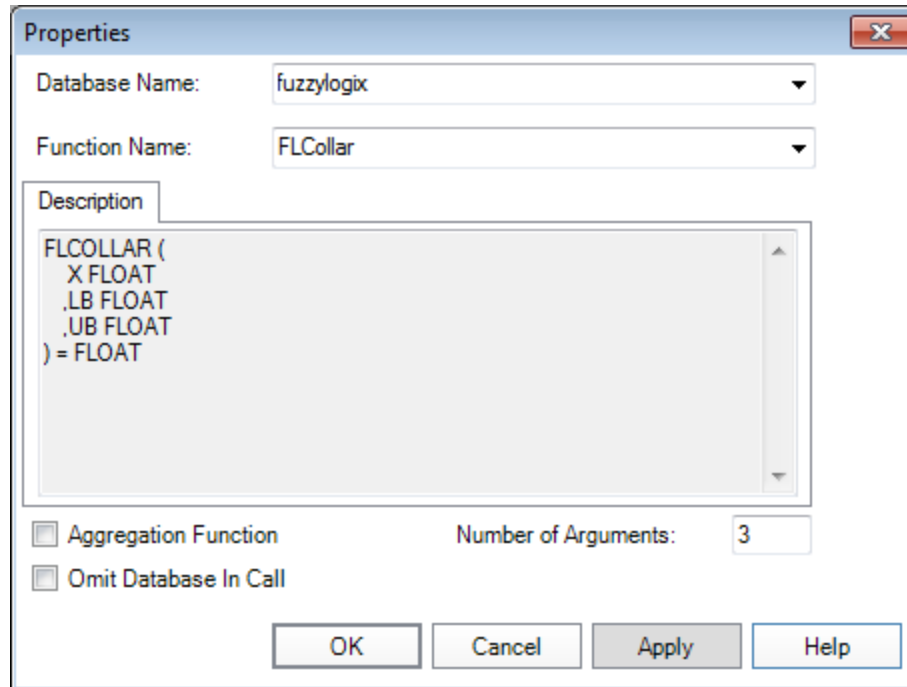 Properties
Database Name: fuzzylogix
Function Name: FLCollar
Description
FLCOLLAR (
X FLOAT
,LB FLOAT
,UB FLOAT
) = FLOAT
Aggregation Function Number of Arguments: 3
Omit Database In Call
OK Cancel Apply Help